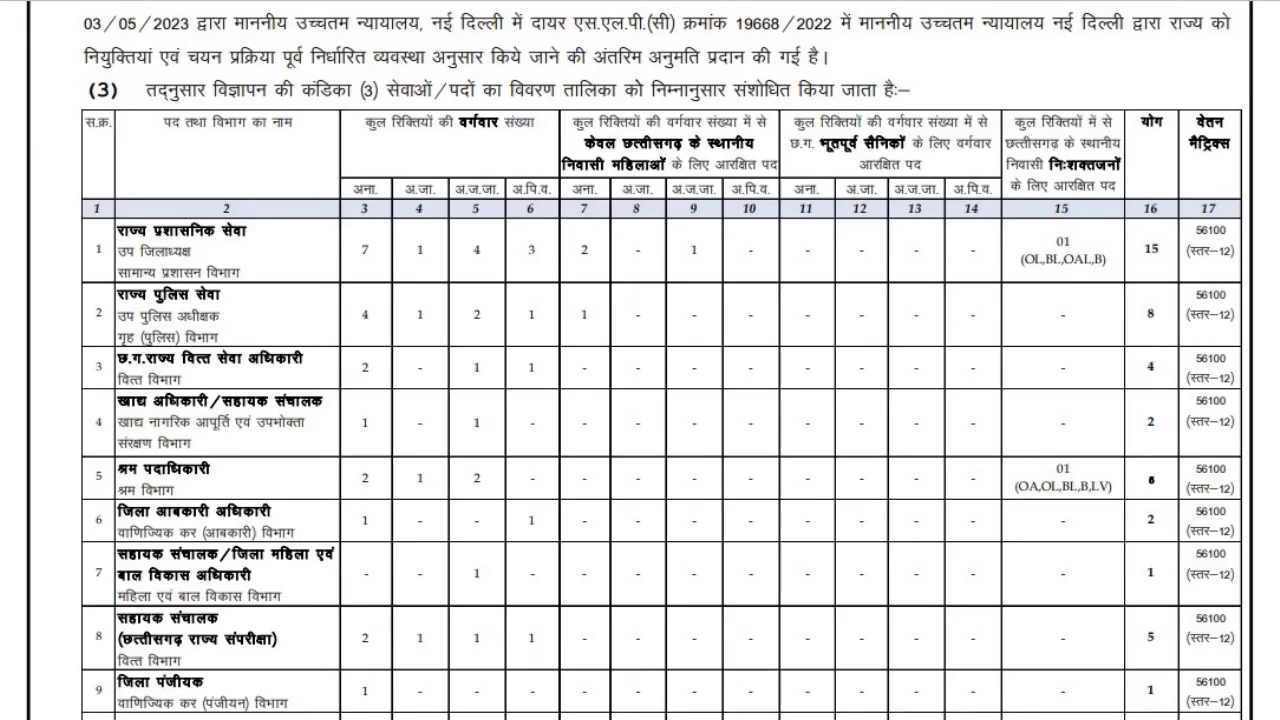 03/05/2023 द्वारा माननीय उच्चतम न्यायालय, नई दिल्ली में दायर एस.एल.पी.(सी) क्रमांक 19668/2022 में माननीय उच्चतम न्यायालय नई दिल्ली द्वारा राज्य को
नियुक्तियां एवं चयन प्रक्रिया पूर्व निर्धारित व्यवस्था अनुसार किये जाने की अंतरिम अनुमति प्रदान की गई है।
(3) तद्नुसार विज्ञापन की कंडिका (3) सेवाओं/पदों का विवरण तालिका को निम्नानुसार संशोधित किया जाता है:–
स.क्र. पद तथा विभाग का नाम कुल रिक्तियों की वर्गवार संख्या कुल रिक्तियों की वर्गवार संख्या में से कुल रिक्तियों की वर्गवार संख्या में से कुल रिक्तियों में से योग वेतन
केवल छत्तीसगढ़ के स्थानीय छ.ग. भूतपूर्व सैनिकों के लिए वर्गवार छत्तीसगढ़ के स्थानीय मैट्रिक्स
निवासी महिलाओं के लिए आरक्षित पद आरक्षित पद निवासी निःशक्तजनों
के लिए आरक्षित पद
अना. अ.जा. अ.ज.जा. अ.पि.व. अना. अ.जा. अ.ज.जा. अ.पि.व. अना. अ.जा. अ.ज.जा. अ.पि.व.
1 2 3 4 5 6 7 8 9 10 11 12 13 14 15 16 17
राज्य प्रशासनिक सेवा 56100
1 उप जिलाध्यक्ष 7 1 4 3 2 - 1 - - - - - 01 15 (स्तर–12)
सामान्य प्रशासन विभाग (OL,BL,OAL,B)
राज्य पुलिस सेवा 56100
2 उप पुलिस अधीक्षक 4 1 2 1 1 - - - - - - - - 8 (स्तर–12)
गृह (पुलिस) विभाग
छ.ग.राज्य वित्त सेवा अधिकारी 56100
3 वित्त विभाग 2 - 1 1 - - - - - - - - - 4 (स्तर–12)
खाद्य अधिकारी/सहायक संचालक 56100
4 खाद्य नागरिक आपूर्ति एवं उपभोक्ता 1 - 1 - - - - - - - - - - 2 (स्तर–12)
संरक्षण विभाग
श्रम पदाधिकारी 01 56100
5 श्रम विभाग 2 1 2 - - - - - - - - - (OA,OL,BL,B,LV) (स्तर–12)
जिला आबकारी अधिकारी 56100
6 वाणिज्यिक कर (आबकारी) विभाग 1 - - 1 - - - - - - - - - 2 (स्तर–12)
सहायक संचालक/जिला महिला एवं 56100
7 बाल विकास अधिकारी - - 1 - - - - - - - - - - 1 (स्तर–12)
महिला एवं बाल विकास विभाग
सहायक संचालक 56100
8 (छत्तीसगढ़ राज्य संपरीक्षा) 2 1 1 1 - - - - - - - - - 5 (स्तर–12)
वित्त विभाग
जिला पंजीयक 56100
9 वाणिज्यिक कर (पंजीयन) विभाग 1 - - - - - - - - - - - - 1 (स्तर–12)